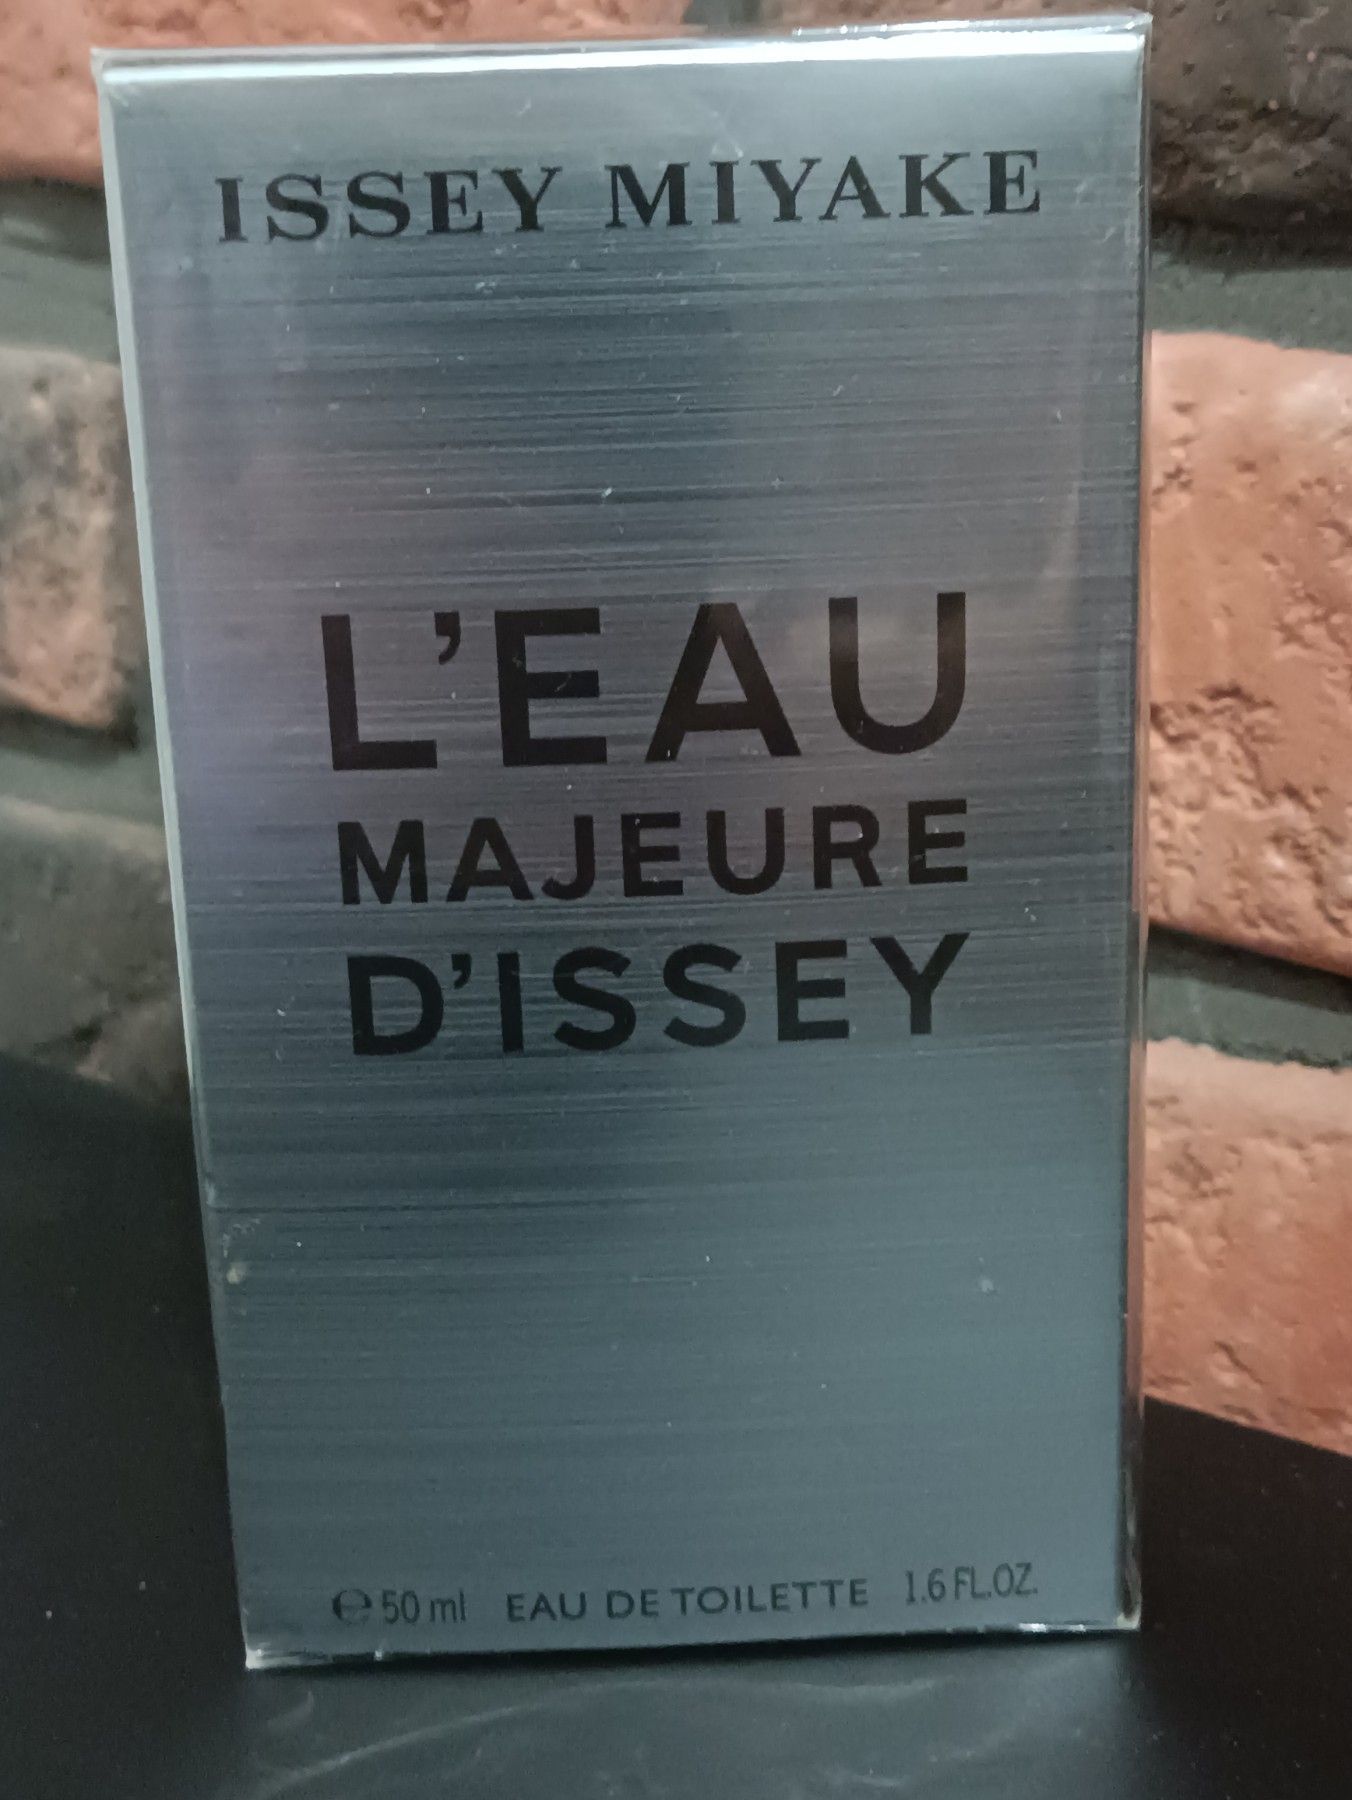 ISSEY MIYAKE
L'EAU
MAJEURE
D'ISSEY
℮ 50 ml EAU DE TOILETTE 1.6 FL.OZ.